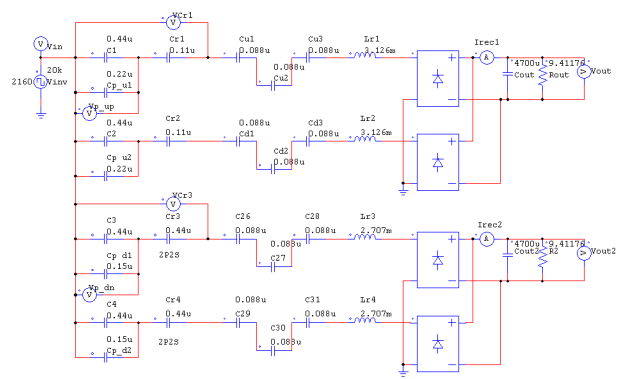 VCr1
0.44u
Cr1
Cu1
Cu3
Lr1
Irec1
Vin
C1
0.11u
0.088u
0.088u
3.126m
4700u
9.41176
20k
0.22u
Cu2
Cout
Rout
Vout
2160
Vinv
Cp_u1
0.088u
Vp_up
0.44u
Cr2
0.088u
Cd3
Lr2
C2
0.11u
Cd1
0.088u
3.126m
Cp u2
Cd2
0.22u
0.088u
VCr3
C3
Cr3
C26
C28
Lr3
Irec2
0.44u
0.44u
0.088u
0.088u
2.707m
4700u
9.41176
Cp d1
2P2S
0.088u
Cout2
R2
Vout2
0.15u
C27
Vp_dn
C4
Cr4
0.088u
C31
Lr4
0.44u
0.44u
C29
0.088u
2.707m
0.15u
2P2S
C30
Cp_d2
0.088u